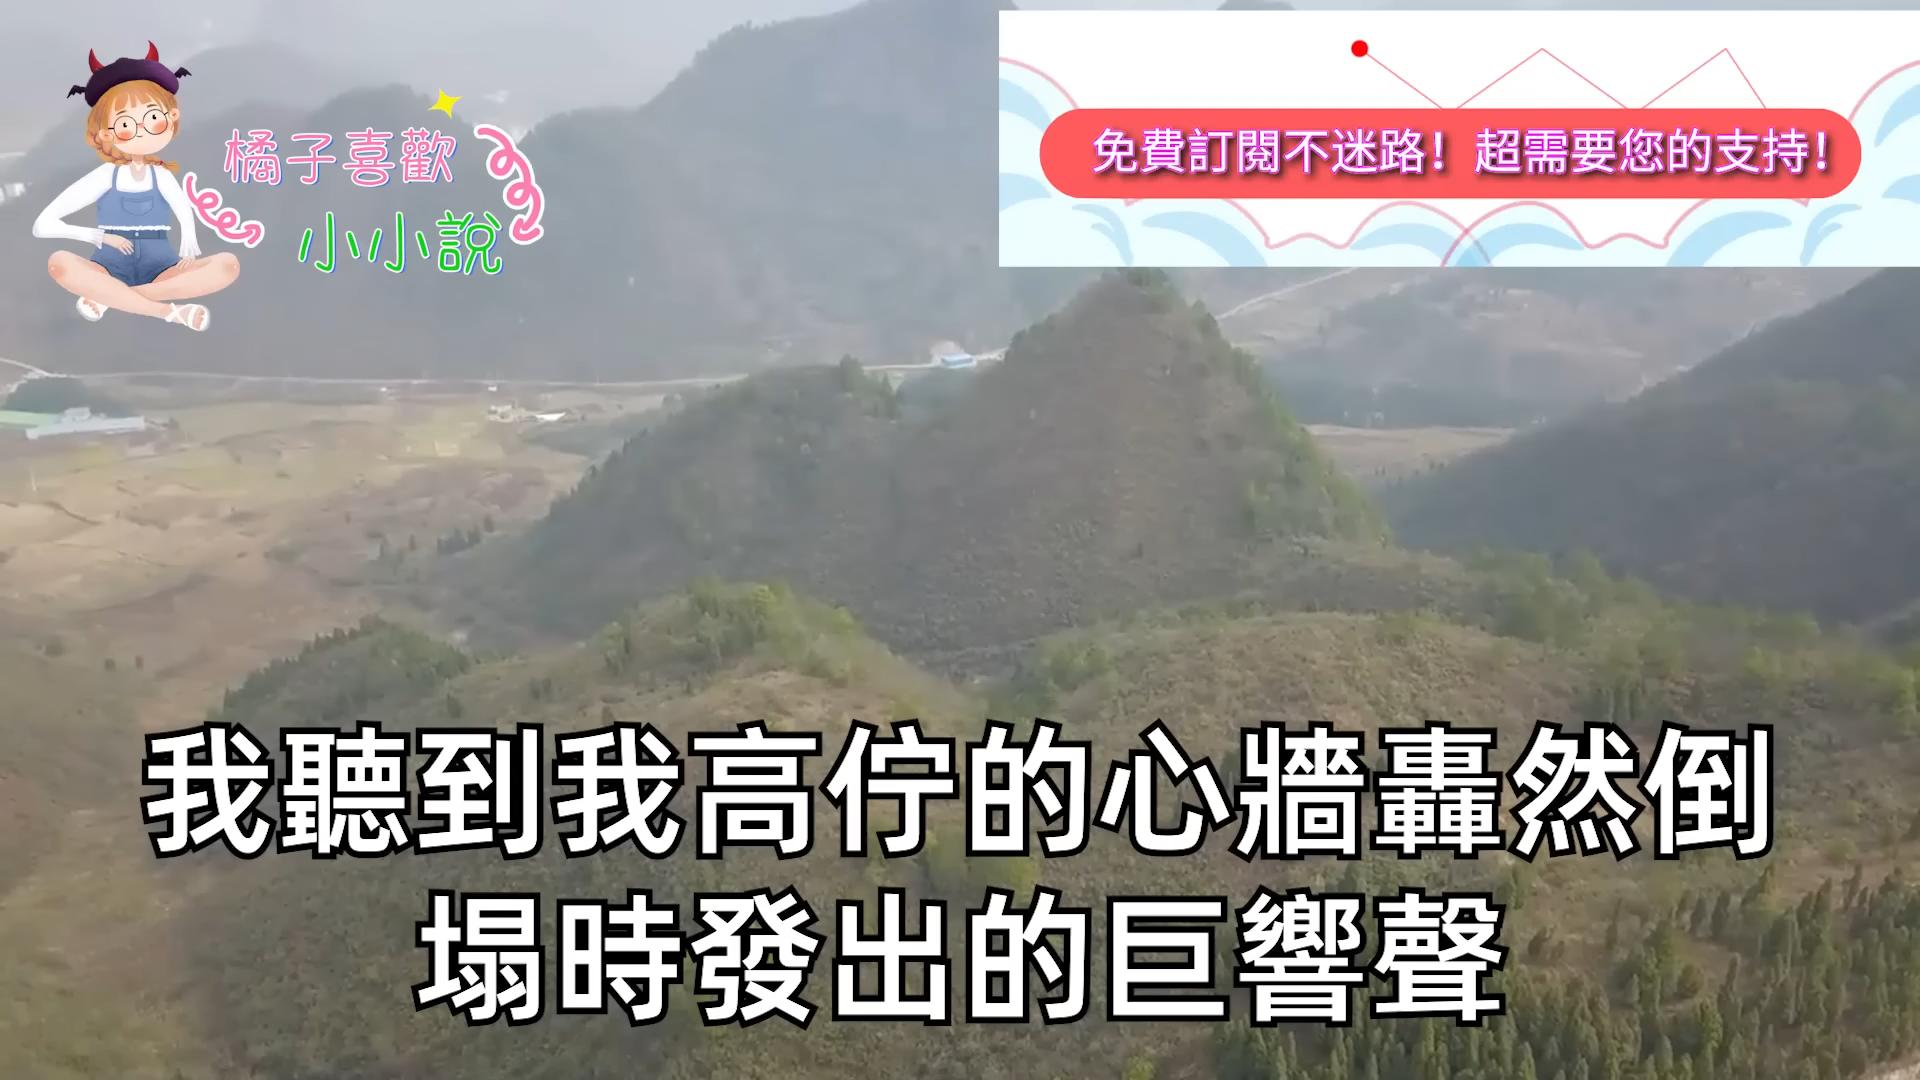 橘子喜歡
小小說
免費訂閱不迷路！超需要您的支持！
我聽到我高佇的心牆轟然倒
塌時發出的巨響聲